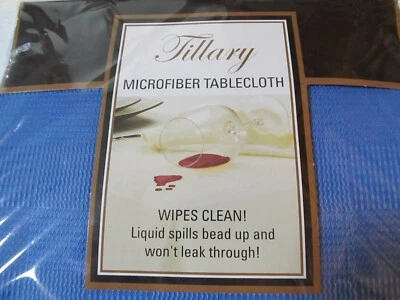 Tillary
MICROFIBER TABLECLOTH
WIPES CLEAN!
Liquid spills bead up and
won't leak through!